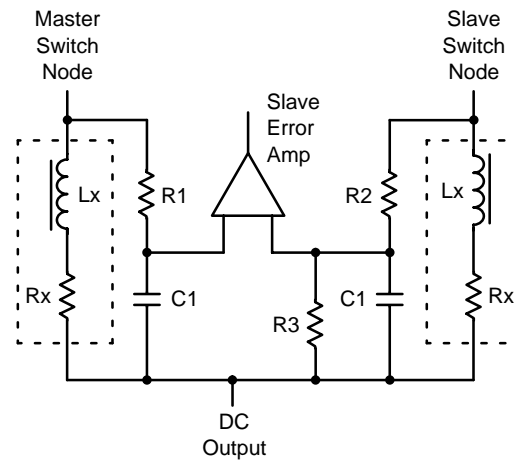 Master
Switch
Node
Slave
Switch
Node
Slave
Error
Amp
Lx
R1
R2
Lx
Rx
C1
R3
C1
Rx
DC
Output